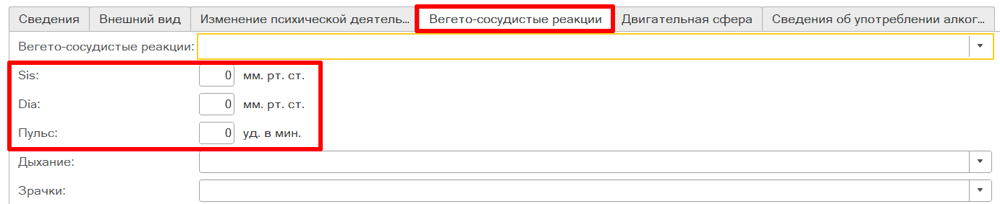 Сведения Внешний вид Изменение психической деятель... Вегето-сосудистые реакции Двигательная сфера Сведения об употреблении алког...
Вегето-сосудистые реакции:
Sis: 0 мм. рт. ст.
Dia: 0 мм. рт. ст.
Пульс: 0 уд. в мин.
Дыхание:
Зрачки: